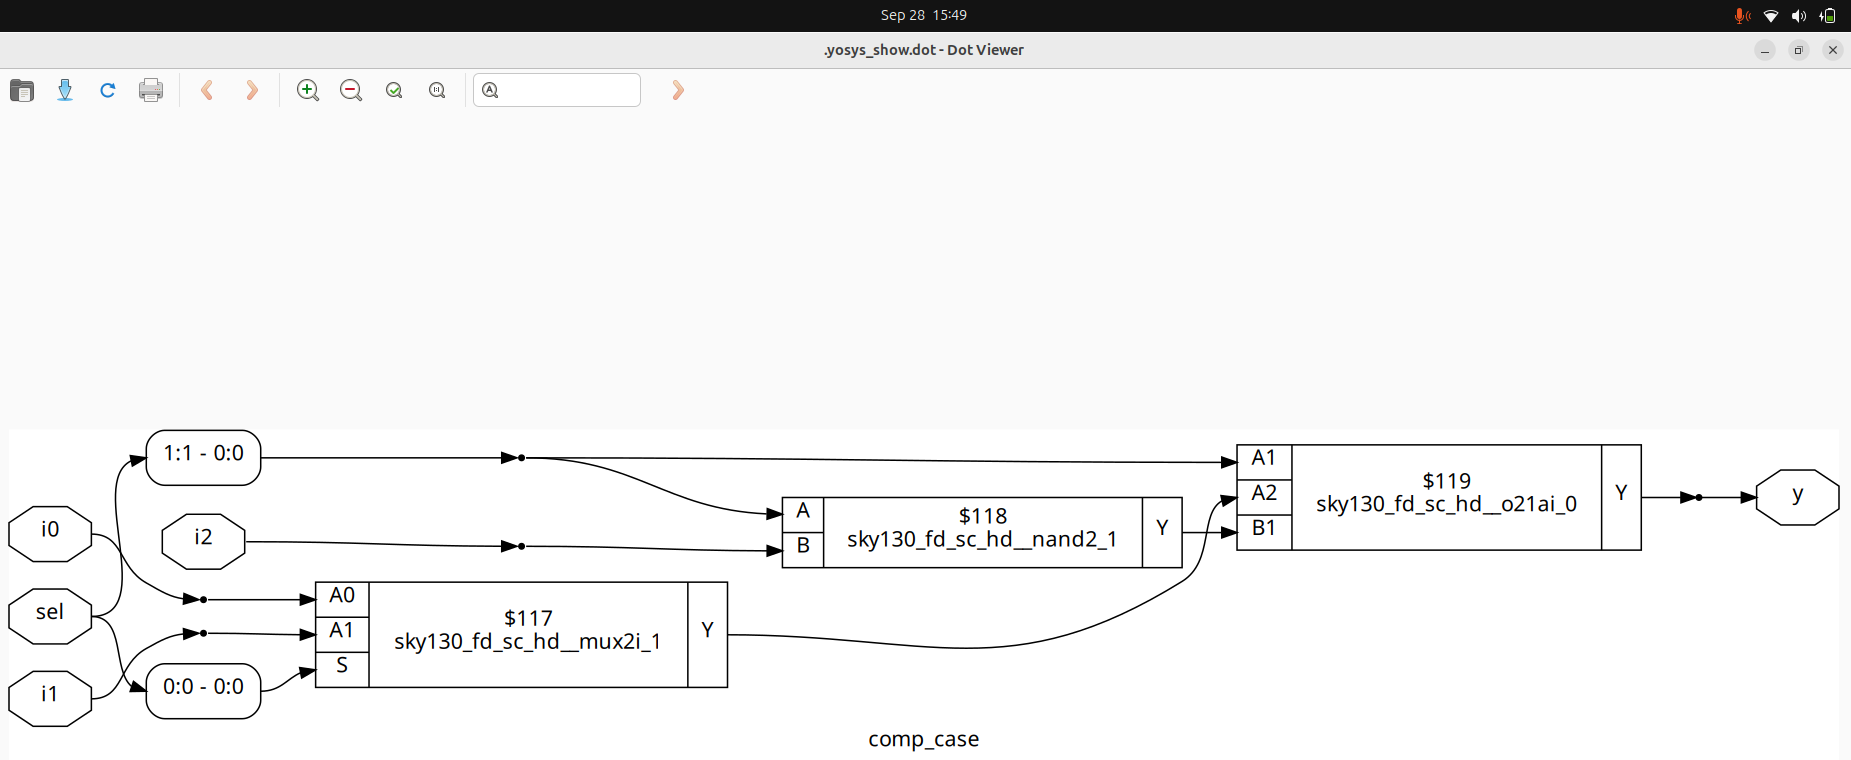 Sep 28 15:49
.yosys_show.dot - Dot Viewer
1:1 - 0:0
i0
i2
sel
i1
0:0 - 0:0
A0
A1
S
$117
sky130_fd_sc_hd__mux2i_1
Y
A
B
$118
sky130_fd_sc_hd__nand2_1
Y
A1
A2
B1
$119
sky130_fd_sc_hd__o21ai_0
Y
y
comp_case